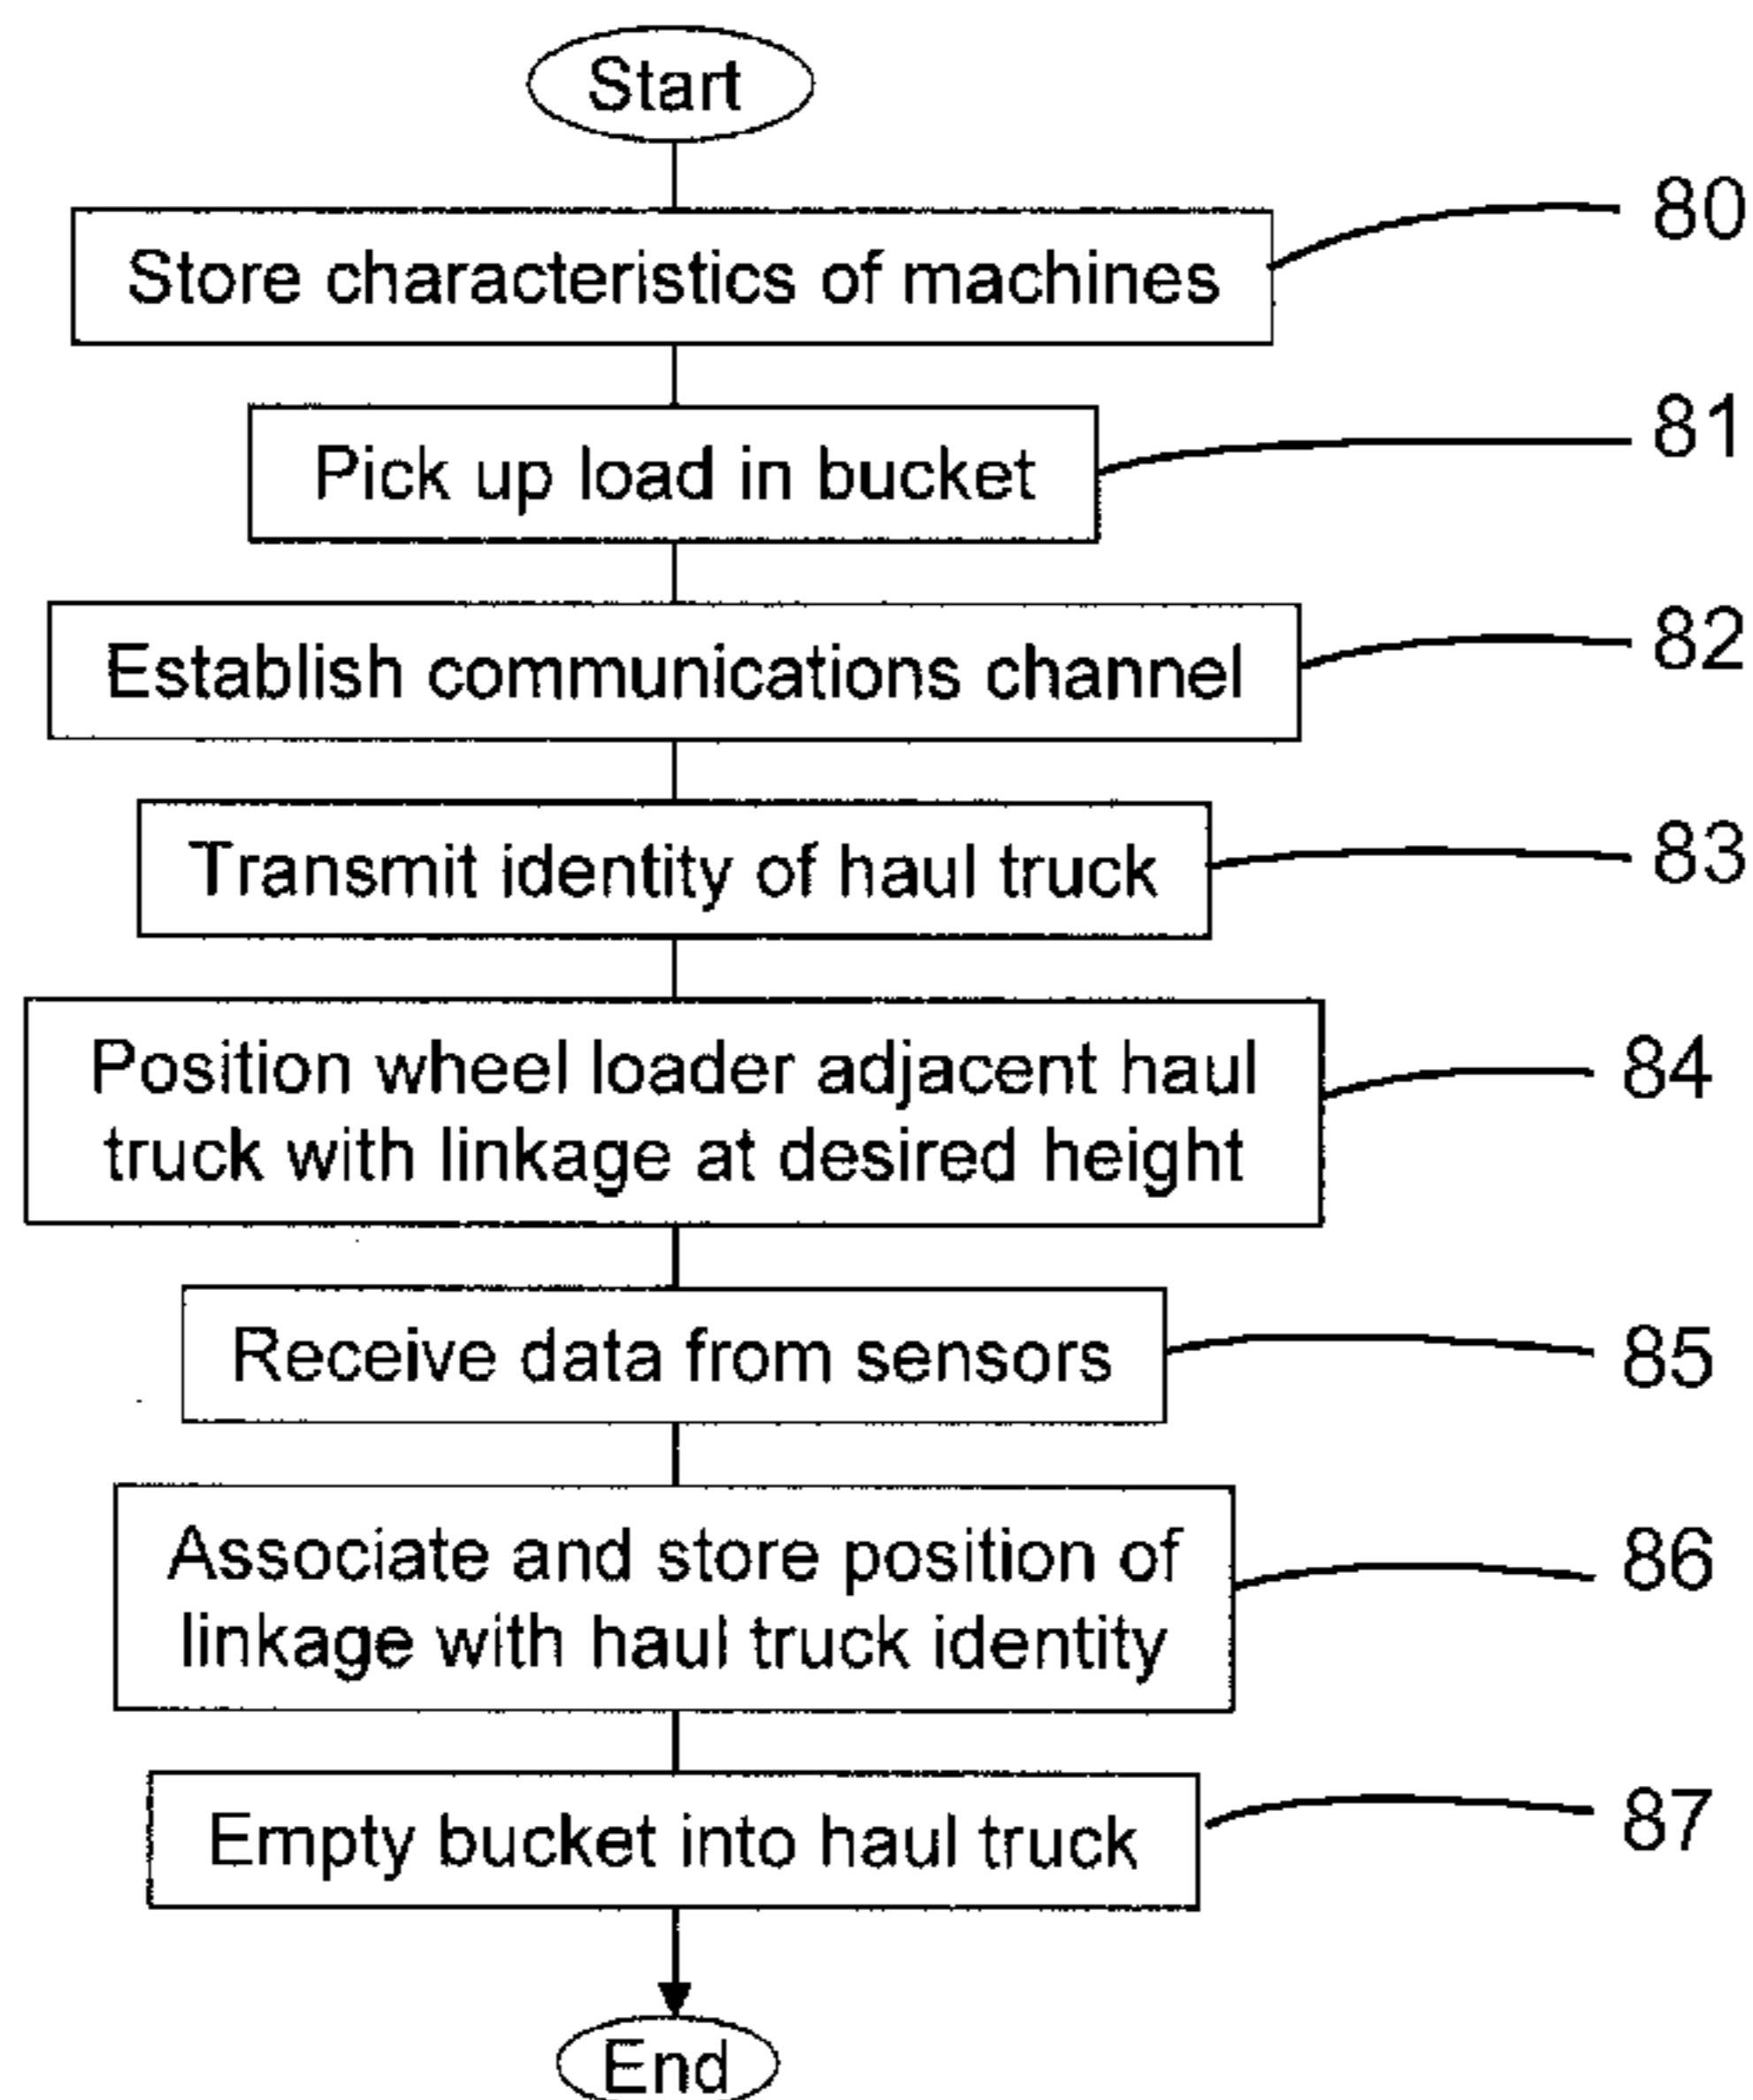 Start
80
Store characteristics of machines
81
Pick up load in bucket
82
Establish communications channel
83
Transmit identity of haul truck
84
Position wheel loader adjacent haul
truck with linkage at desired height
85
Receive data from sensors
86
Associate and store position of
linkage with haul truck identity
87
Empty bucket into haul truck
End